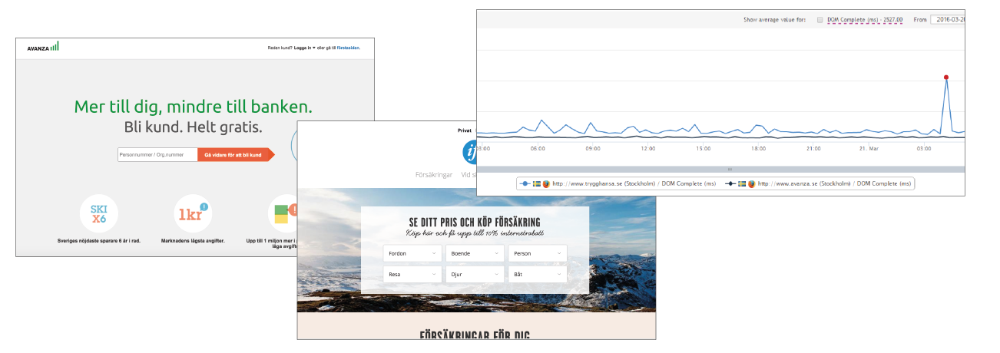 AVANZA
Redan kund? Logga in ▾ eller gå till förstasidan.
Mer till dig, mindre till banken.
Bli kund. Helt gratis.
Personnummer / Org.nummer
Gå vidare för att bli kund
SKI
X6
1kr
!
!
Sveriges nöjdaste sparare 6 år i rad.
Marknadens lägsta avgifter.
Upp till 1 miljon mer i
låga avgifte
Privat
if
Försäkringar
Vid s
SE DITT PRIS OCH KÖP FÖRSÄKRING
Köp här och få upp till 10% internetrabatt
Fordon
Boende
Person
Resa
Djur
Båt
FÖRSÄKRINGAR FÖR DIG
Show average value for:
DOM Complete (ms) - 2527.00
From
2016-03-20
03:00
06:00
09:00
12:00
15:00
18:00
21:00
21. Mar
03:00
http://www.trygghansa.se (Stockholm) / DOM Complete (ms)
http://www.avanza.se (Stockholm) / DOM Complete (ms)